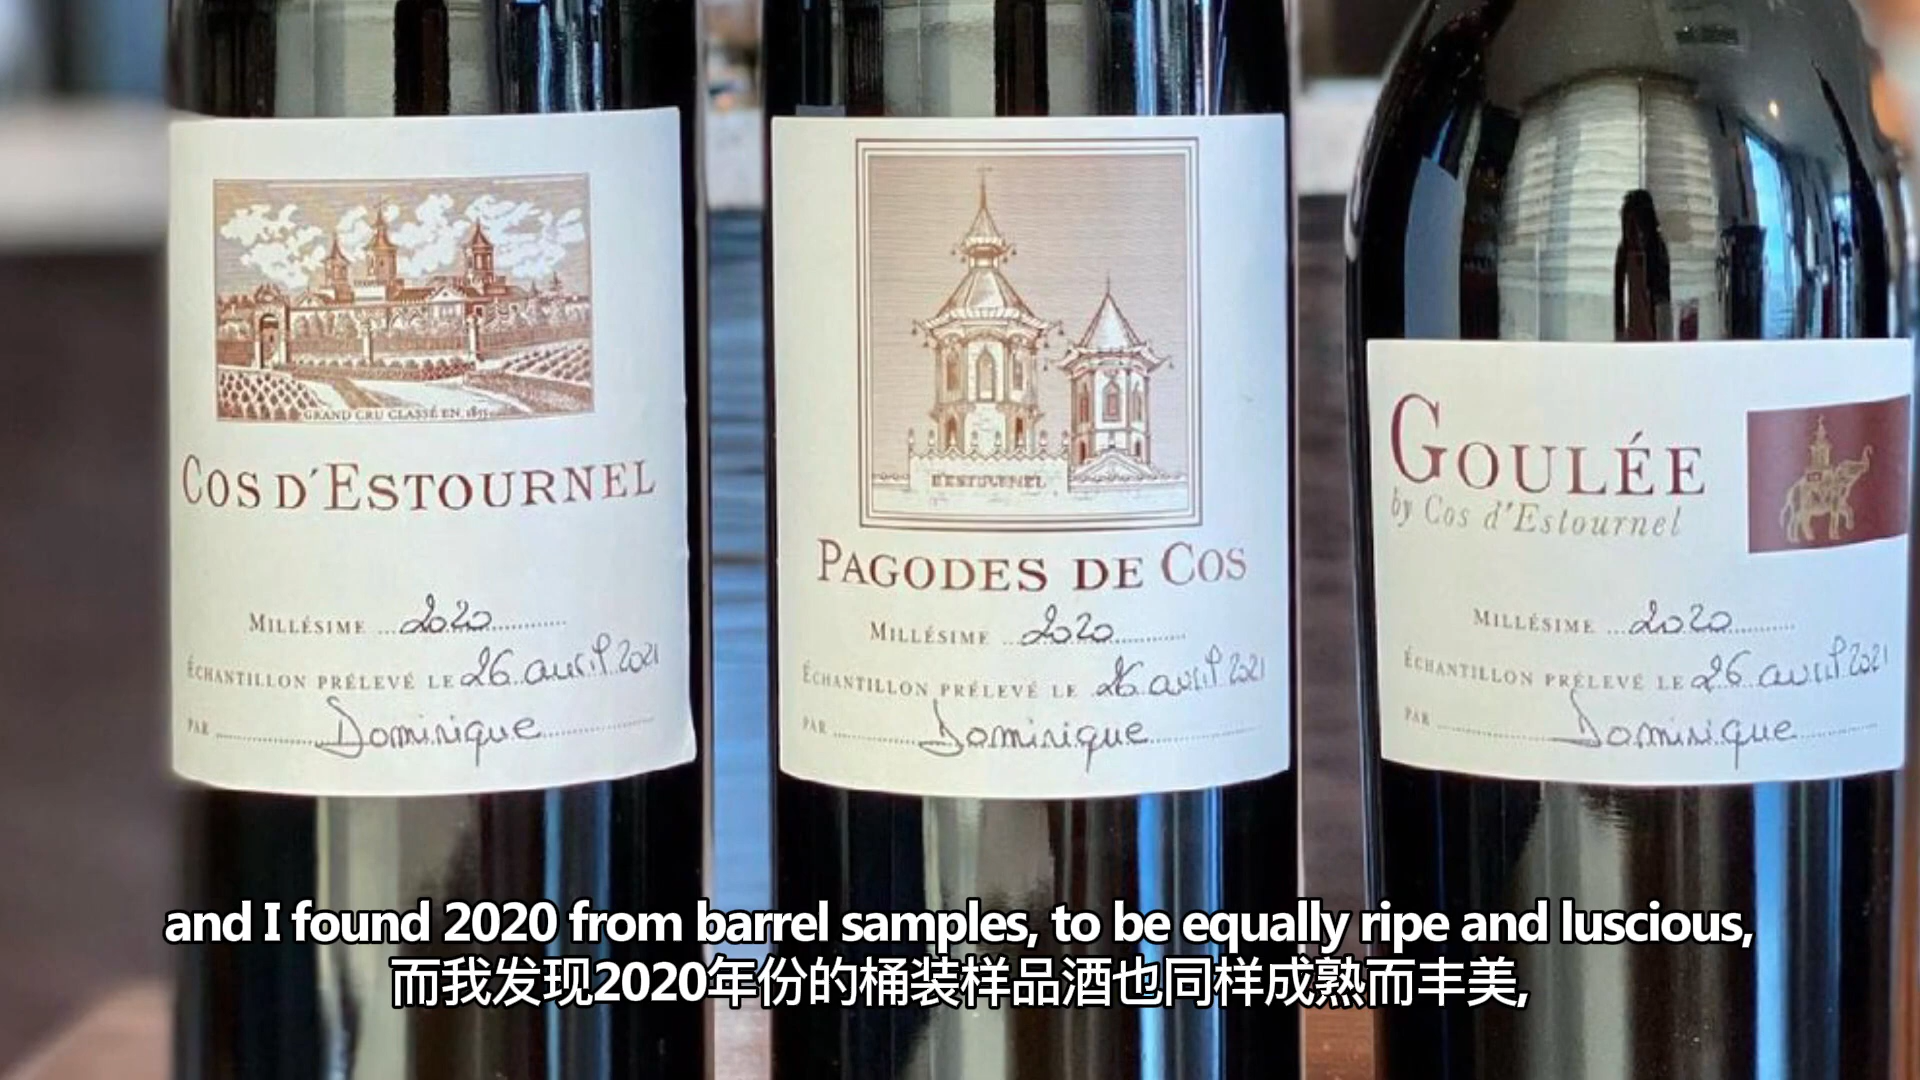 GRAND CRU CLASSÉ EN 1855
COS D'ESTOURNEL
MILLÉSIME 2020
ÉCHANTILLON PRÉLEVÉ LE 26 avril 2021
PAR Dominique
D'ESTOURNEL
PAGODES DE COS
MILLÉSIME 2020
ÉCHANTILLON PRÉLEVÉ LE 26 avril 2021
PAR Dominique
GOULÉE
by Cos d'Estournel
MILLÉSIME 2020
ÉCHANTILLON PRÉLEVÉ LE 26 avril 2021
PAR Dominique
and I found 2020 from barrel samples, to be equally ripe and luscious,
而我发现2020年份的桶装样品酒也同样成熟而丰美,